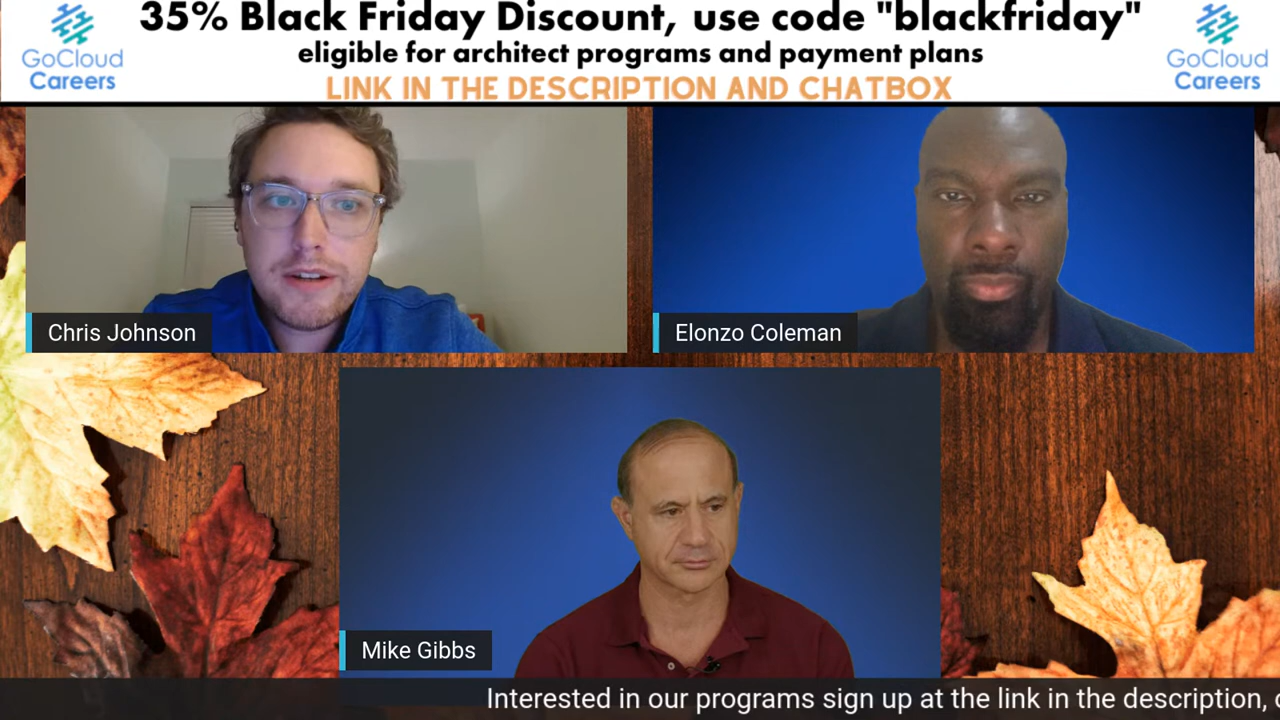 35% Black Friday Discount, use code "blackfriday"
eligible for architect programs and payment plans
LINK IN THE DESCRIPTION AND CHATBOX
GoCloud
Careers
GoCloud
Careers
Chris Johnson
Elonzo Coleman
Mike Gibbs
Interested in our programs sign up at the link in the description,